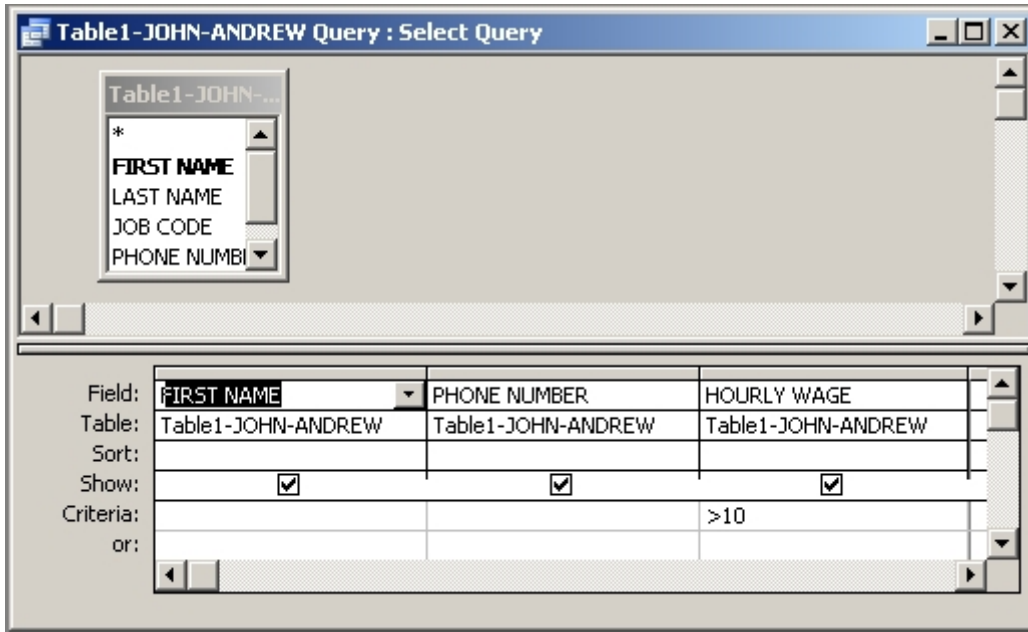 Table1-JOHN-ANDREW Query : Select Query
Table1-JOHN-...
*
FIRST NAME
LAST NAME
JOB CODE
PHONE NUMB
Field: FIRST NAME PHONE NUMBER HOURLY WAGE
Table: Table1-JOHN-ANDREW Table1-JOHN-ANDREW Table1-JOHN-ANDREW
Sort:
Show:
Criteria: >10
or: